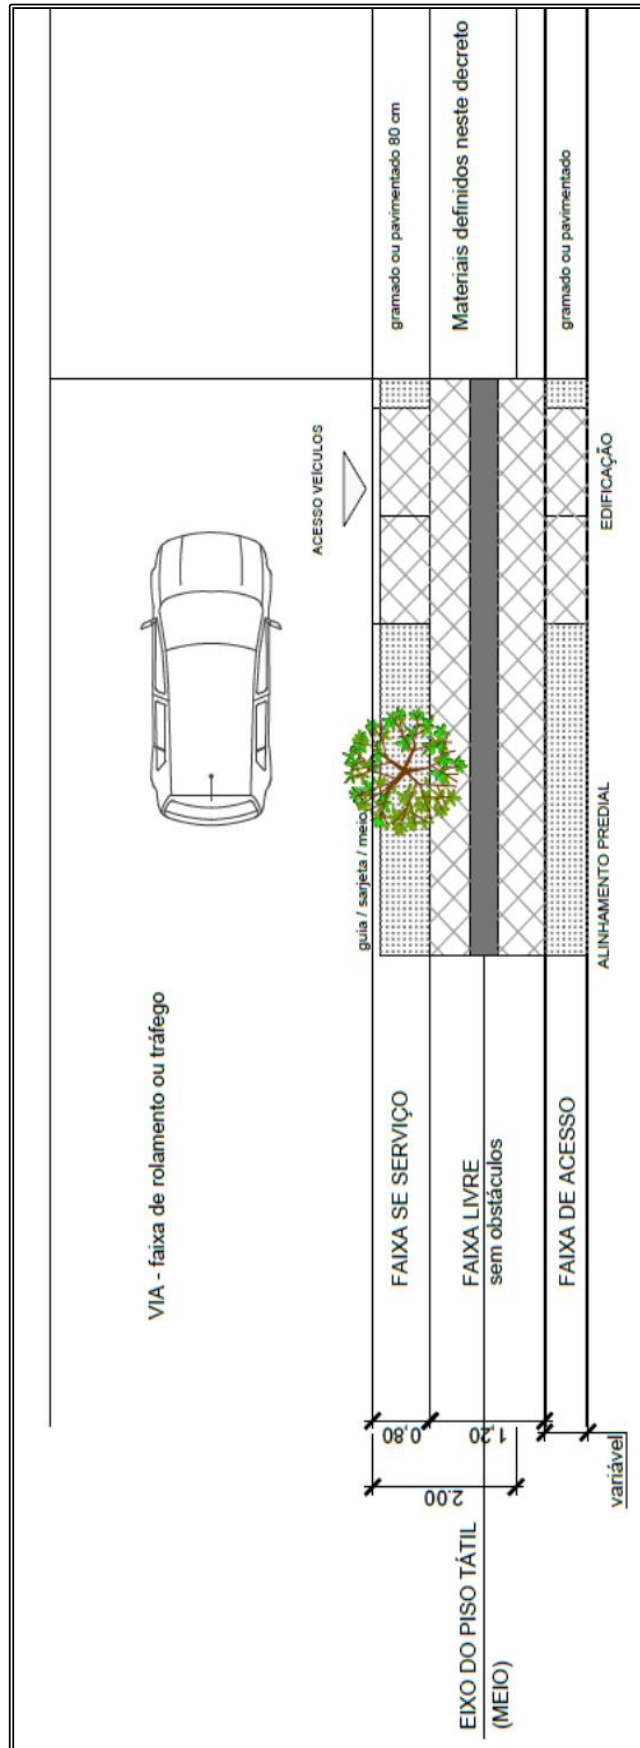 VIA - faixa de rolamento ou tráfego
ACESSO VEÍCULOS
guia / sarjeta / meio
gramado ou pavimentado 80 cm
Materiais definidos neste decreto
gramado ou pavimentado
FAIXA SE SERVIÇO
FAIXA LIVRE
sem obstáculos
FAIXA DE ACESSO
ALINHAMENTO PREDIAL
EDIFICAÇÃO
0,80
1,20
2.00
variável
EIXO DO PISO TÁTIL
(MEIO)